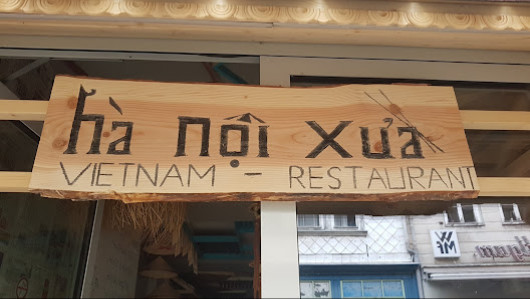 hà nội xưa
VIETNAM - RESTAURANT